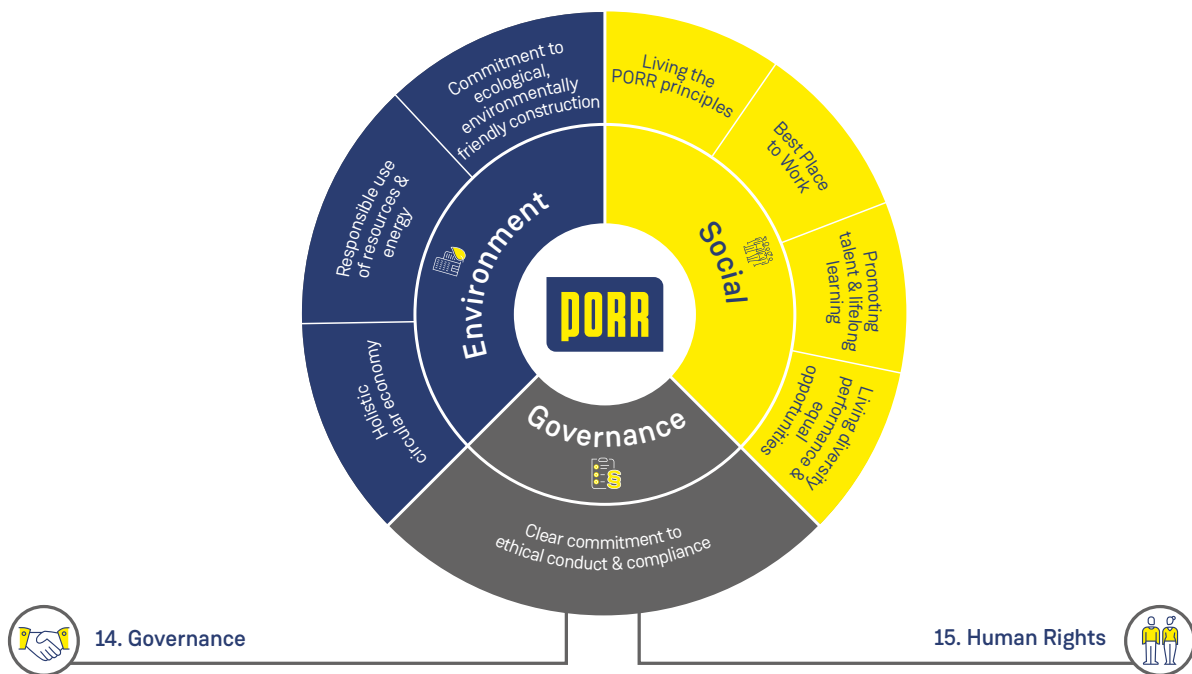 Commitment to
ecological,
environmentally
friendly construction
Living the
PORR principles
Best Place
to Work
Responsible use
of resources &
energy
Environment
Social
PORR
Promoting
talent & lifelong
learning
Holistic
circular economy
Living diversity
performance &
equal
opportunities
Governance
§
Clear commitment to
ethical conduct & compliance
14. Governance
15. Human Rights